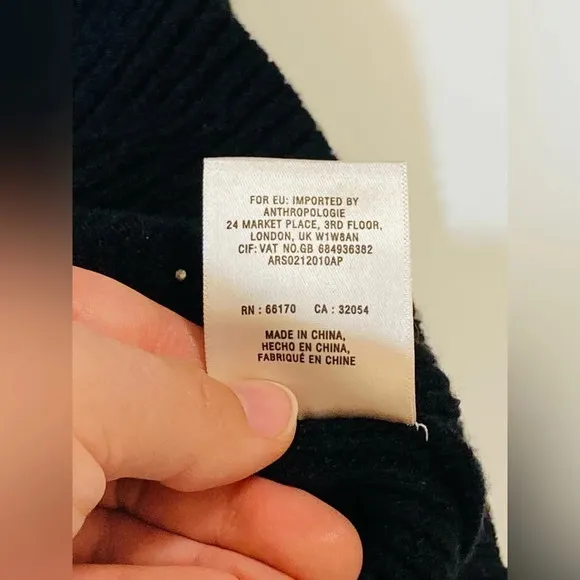 FOR EU: IMPORTED BY
ANTHROPOLOGIE
24 MARKET PLACE, 3RD FLOOR,
LONDON, UK W1W8AN
CIF: VAT NO.GB 684936382
ARS0212010AP
RN : 66170 CA : 32054
MADE IN CHINA,
HECHO EN CHINA,
FABRIQUÉ EN CHINE